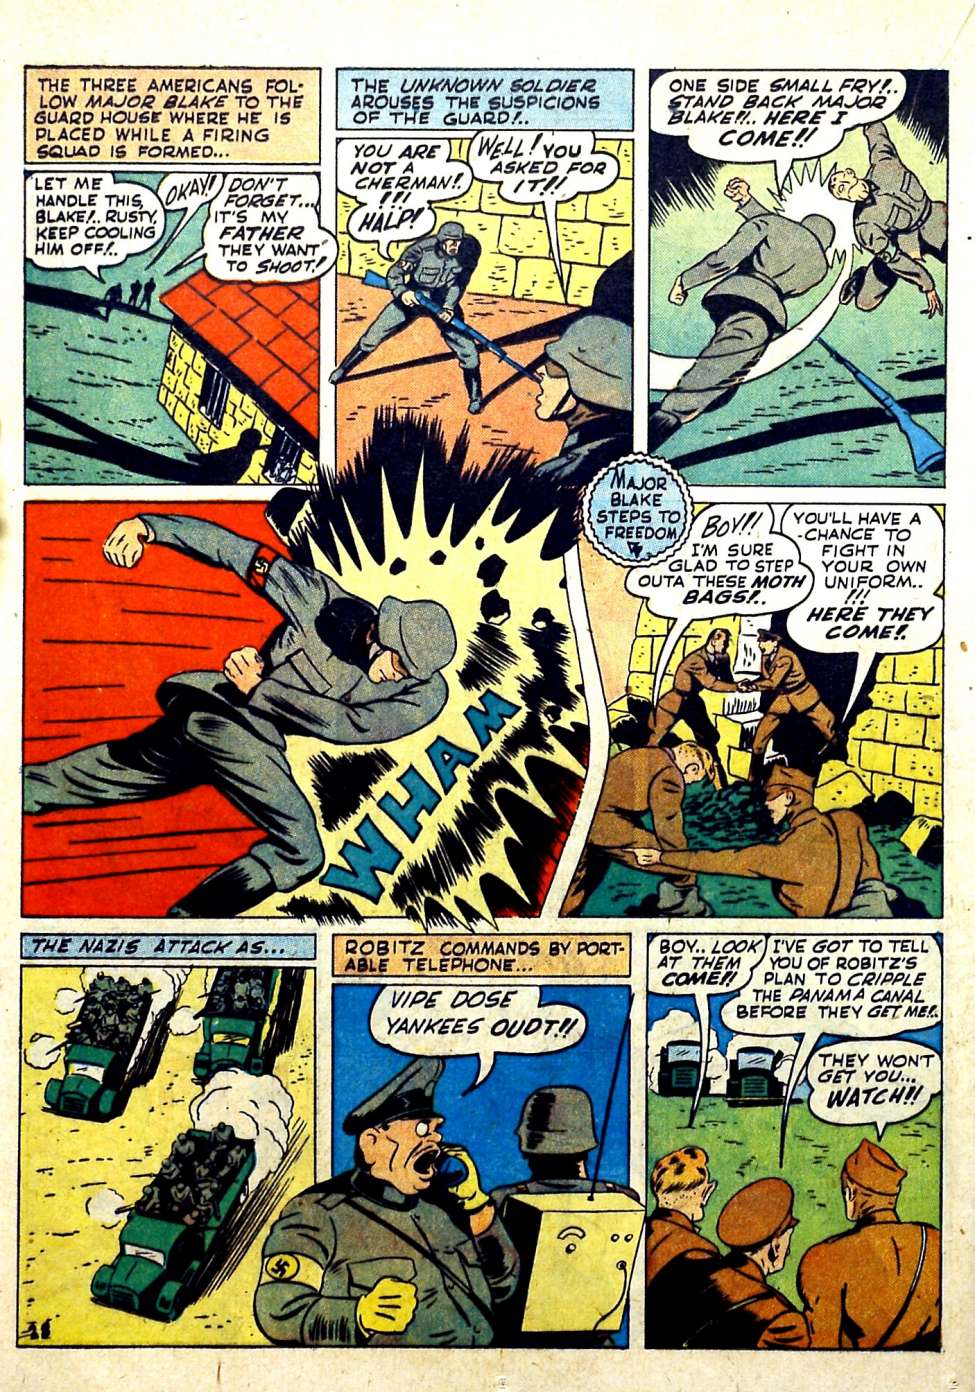 THE THREE AMERICANS FOL-
LOW MAJOR BLAKE TO THE
GUARD HOUSE WHERE HE IS
PLACED WHILE A FIRING
SQUAD IS FORMED...
LET ME
HANDLE THIS,
BLAKE!.. RUSTY,
KEEP COOLING
HIM OFF!..
OKAY!
DON'T
FORGET...
IT'S MY
FATHER
THEY WANT
TO SHOOT!
THE UNKNOWN SOLDIER
AROUSES THE SUSPICIONS
OF THE GUARD!..
YOU ARE
NOT A
CHERMAN!.
!!!
HALP!
WELL! YOU
ASKED FOR
IT!!
ONE SIDE SMALL FRY!..
STAND BACK MAJOR
BLAKE!!.. HERE I
COME!!
WHAM
MAJOR
BLAKE
STEPS TO
FREEDOM
BOY!!
I'M SURE
GLAD TO STEP
OUTA THESE MOTH
BAGS!..
YOU'LL HAVE A
CHANCE TO
FIGHT IN
YOUR OWN
UNIFORM..
!!!
HERE THEY
COME!.
THE NAZIS ATTACK AS...
ROBITZ COMMANDS BY PORT-
ABLE TELEPHONE...
VIPE DOSE
YANKEES OUDT!!
BOY.. LOOK
AT THEM
COME!!
I'VE GOT TO TELL
YOU OF ROBITZ'S
PLAN TO CRIPPLE
THE PANAMA CANAL
BEFORE THEY GET ME!.
THEY WON'T
GET YOU...
WATCH!!